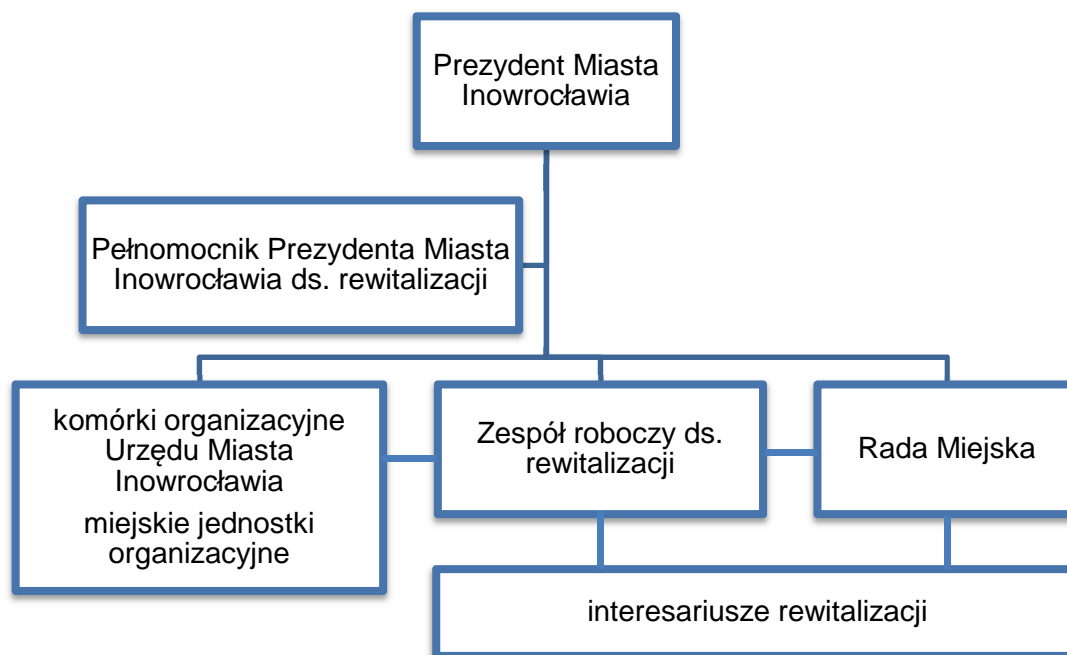 Prezydent Miasta
Inowrocławia
Pełnomocnik Prezydenta Miasta
Inowrocławia ds. rewitalizacji
komórki organizacyjne
Urzędu Miasta
Inowrocławia
miejskie jednostki
organizacyjne
Zespół roboczy ds.
rewitalizacji
Rada Miejska
interesariusze rewitalizacji